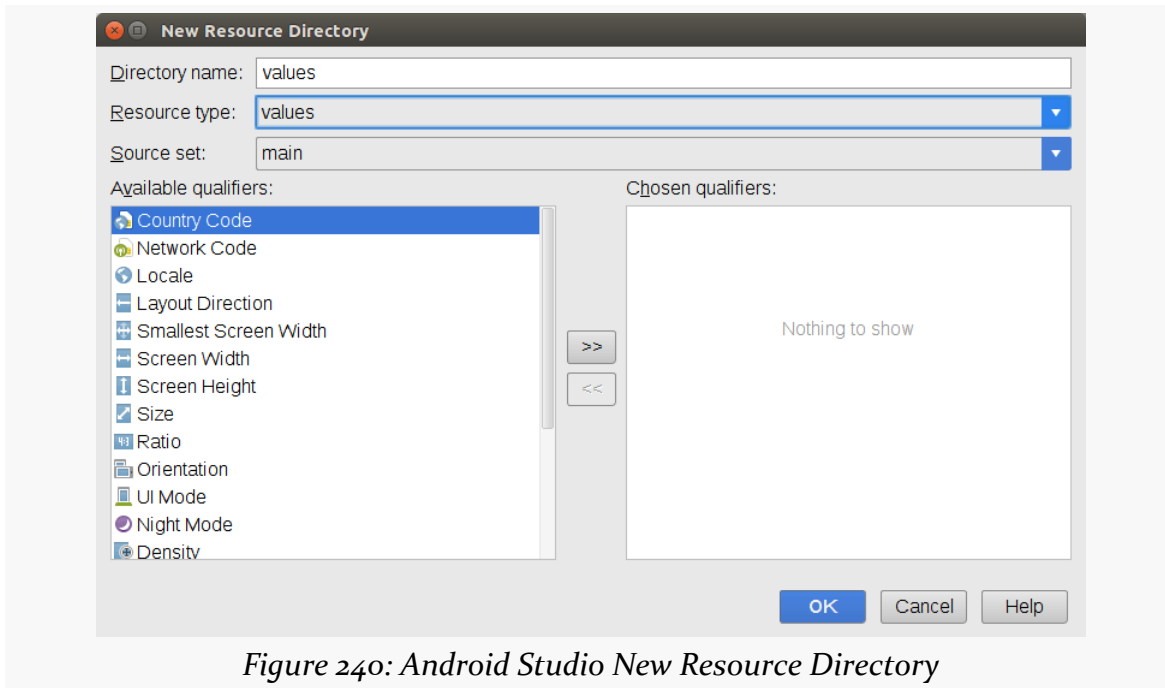 New Resource Directory
Directory name: values
Resource type: values
Source set: main
Available qualifiers:
Country Code
Network Code
Locale
Layout Direction
Smallest Screen Width
Screen Width
Screen Height
Size
Ratio
Orientation
UI Mode
Night Mode
Density
>>
<<
Chosen qualifiers:
Nothing to show
OK Cancel Help
Figure 240: Android Studio New Resource Directory